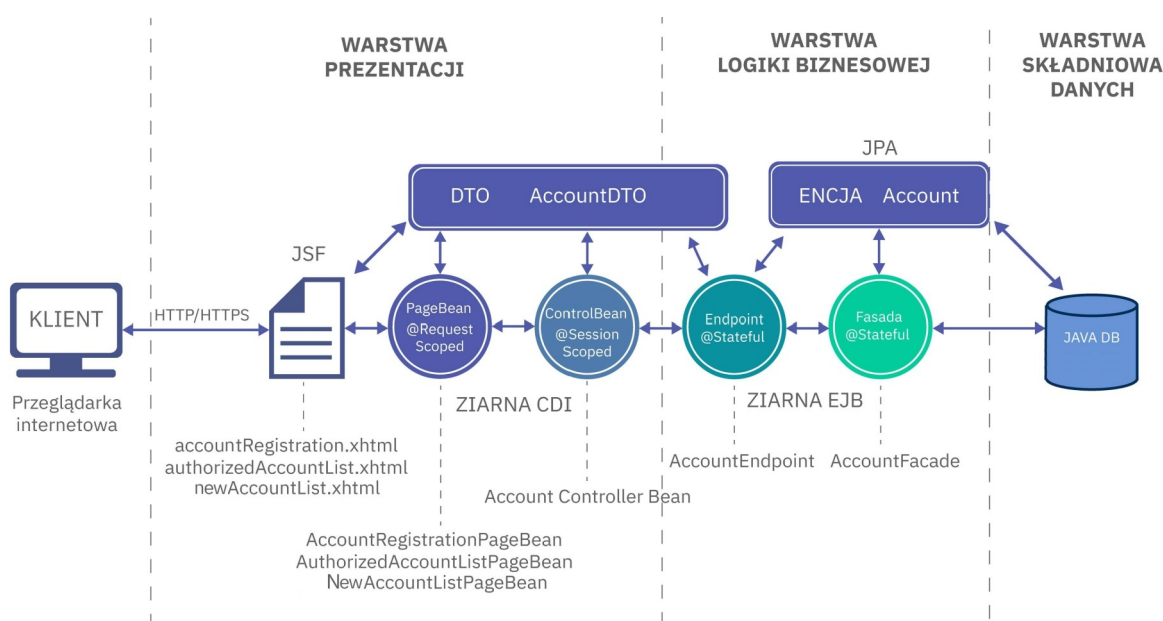 WARSTWA
PREZENTACJI
WARSTWA
LOGIKI BIZNESOWEJ
WARSTWA
SKŁADNIOWA
DANYCH
JPA
DTO AccountDTO
ENCJA Account
JSF
KLIENT
HTTP/HTTPS
PageBean
@Request
Scoped
ControlBean
@Session
Scoped
Endpoint
@Stateful
Fasada
@Stateful
JAVA DB
Przeglądarka
internetowa
ZIARNA CDI
ZIARNA EJB
accountRegistration.xhtml
authorizedAccountList.xhtml
newAccountList.xhtml
Account Controller Bean
AccountEndpoint
AccountFacade
AccountRegistrationPageBean
AuthorizedAccountListPageBean
NewAccountListPageBean